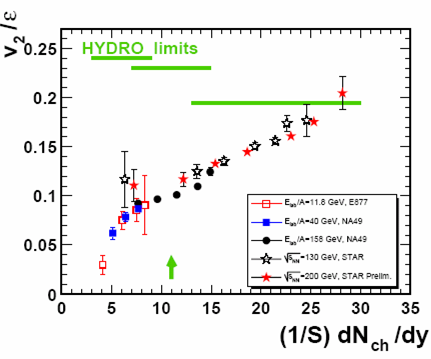 v2/ε
HYDRO limits
0.25
0.2
0.15
0.1
0.05
0
E_lab/A=11.8 GeV, E877
E_lab/A=40 GeV, NA49
E_lab/A=158 GeV, NA49
√s_NN=130 GeV, STAR
√s_NN=200 GeV, STAR Prelim.
0 5 10 15 20 25 30 35
(1/S) dN_ch/dy